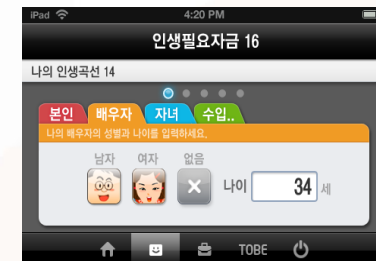 iPad 4:20 PM
인생필요자금 16
나의 인생곡선 14
본인 배우자 자녀 수입..
나의 배우자의 성별과 나이를 입력하세요.
남자 여자 없음
나이 34 세
TOBE